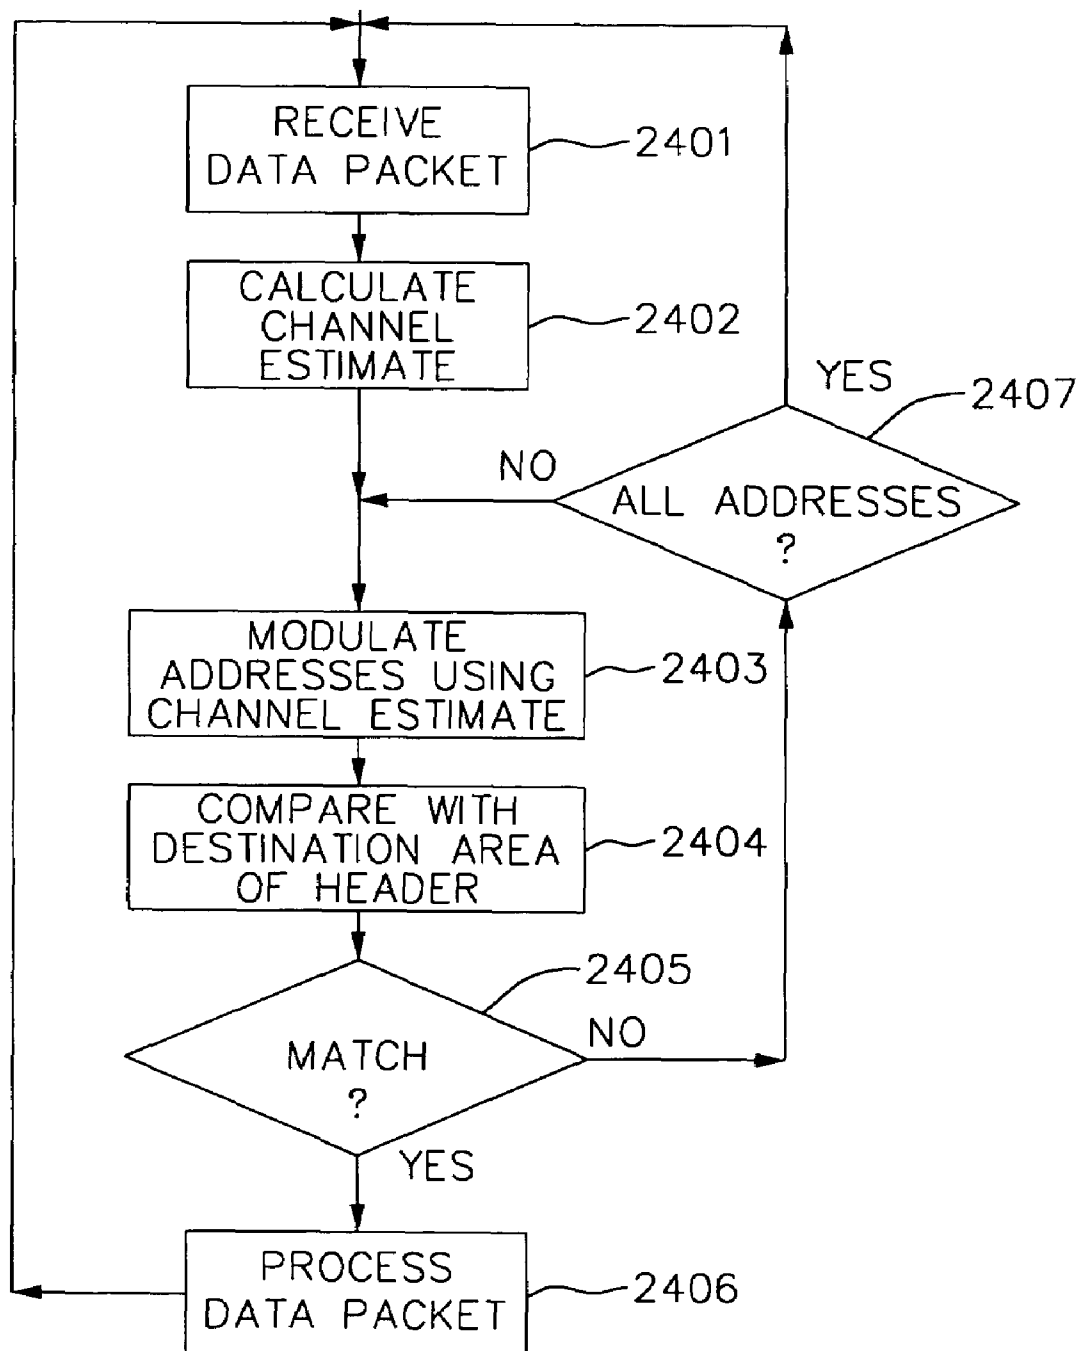 RECEIVE
DATA PACKET
2401
CALCULATE
CHANNEL
ESTIMATE
2402
YES
2407
NO
ALL ADDRESSES
?
MODULATE
ADDRESSES USING
CHANNEL ESTIMATE
2403
COMPARE WITH
DESTINATION AREA
OF HEADER
2404
2405
NO
MATCH
?
YES
PROCESS
DATA PACKET
2406